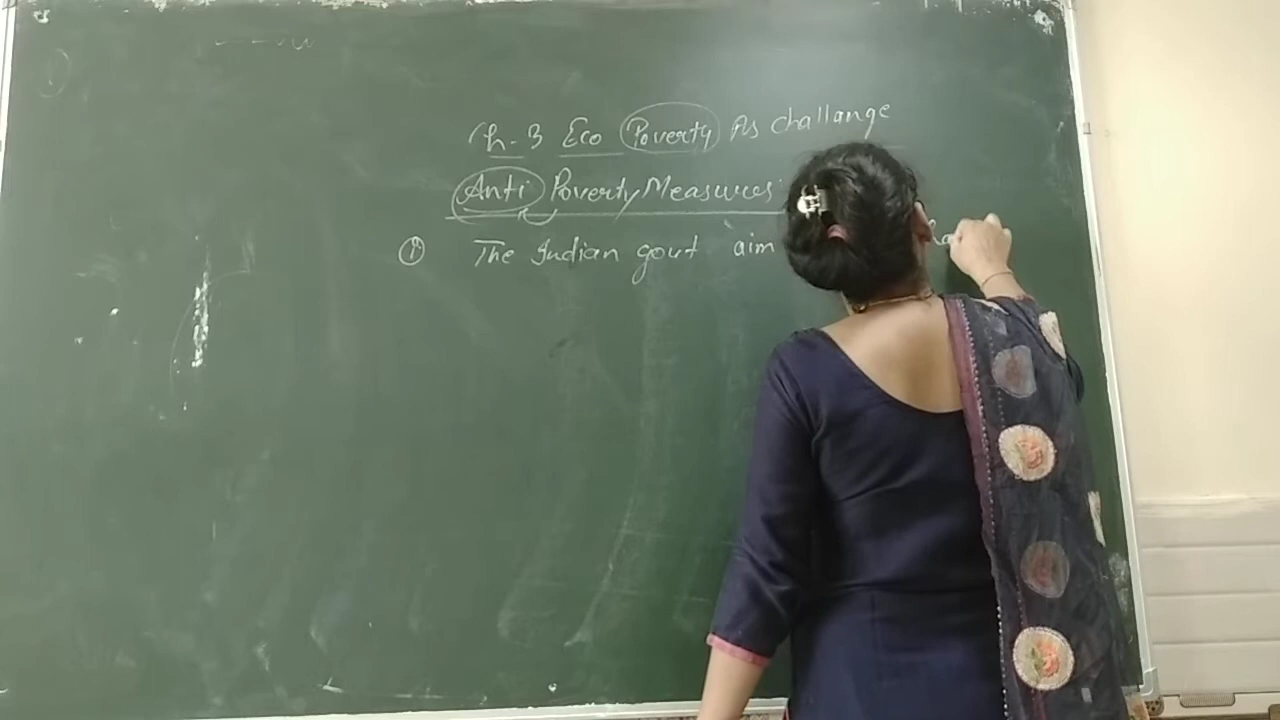 Ch-3 Eco Poverty As challange
Anti Poverty Measures
① The Indian govt aim